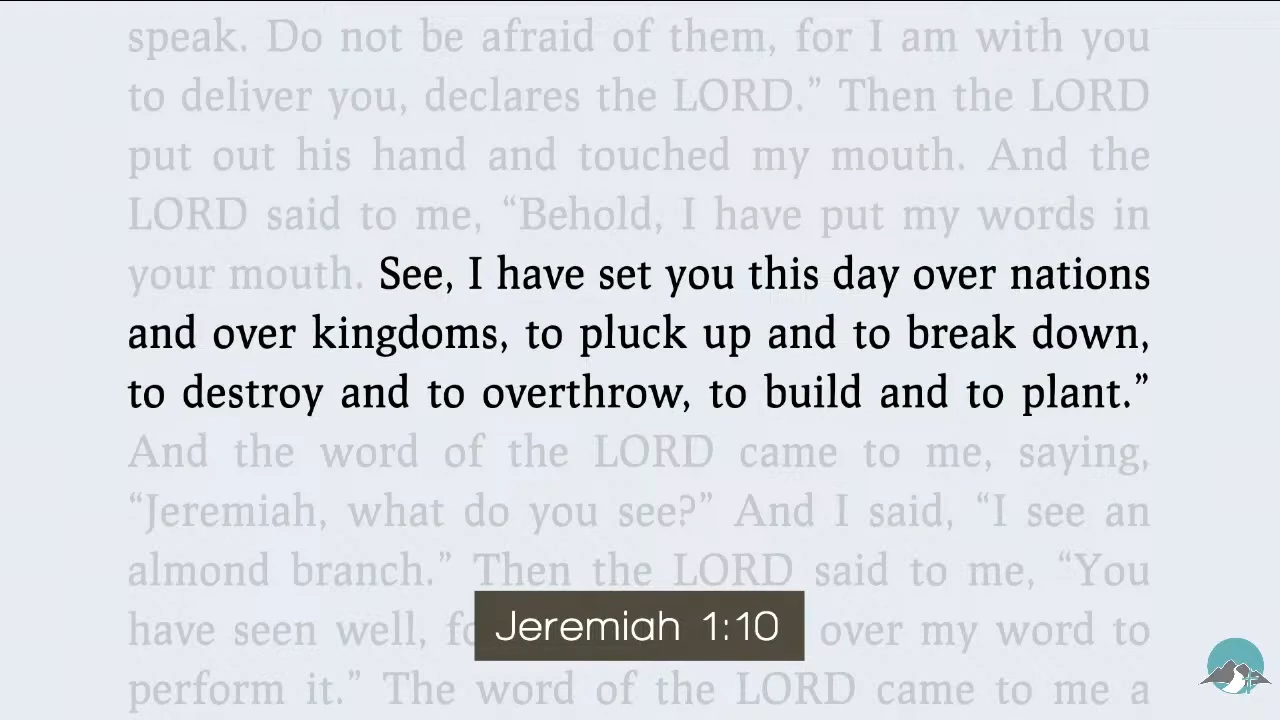 speak. Do not be afraid of them, for I am with you
to deliver you, declares the LORD.” Then the LORD
put out his hand and touched my mouth. And the
LORD said to me, “Behold, I have put my words in
your mouth. See, I have set you this day over nations
and over kingdoms, to pluck up and to break down,
to destroy and to overthrow, to build and to plant.”
And the word of the LORD came to me, saying,
“Jeremiah, what do you see?” And I said, “I see an
almond branch.” Then the LORD said to me, “You
have seen well, over my word to
Jeremiah 1:10
perform it.” The word of the LORD came to me a